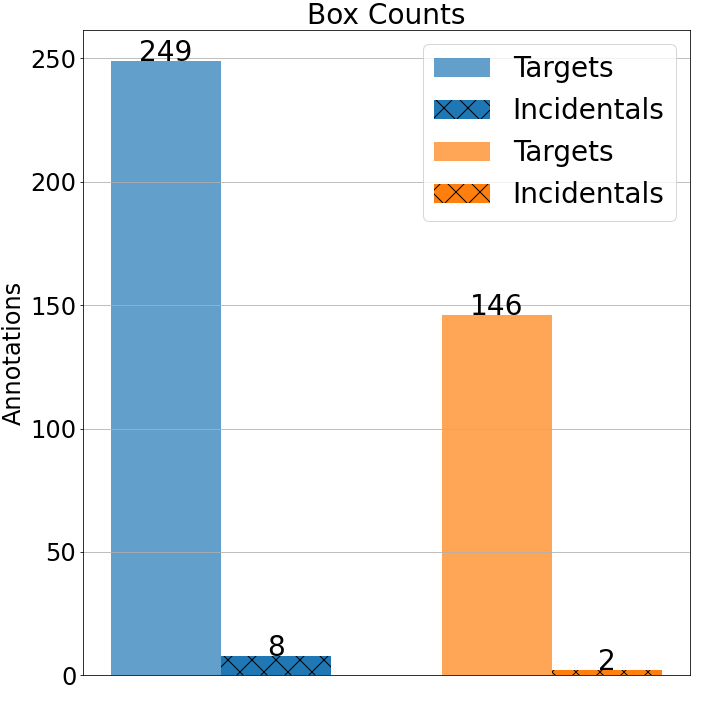 Box Counts
Annotations
250
200
150
100
50
0
249
8
146
2
Targets
Incidentals
Targets
Incidentals